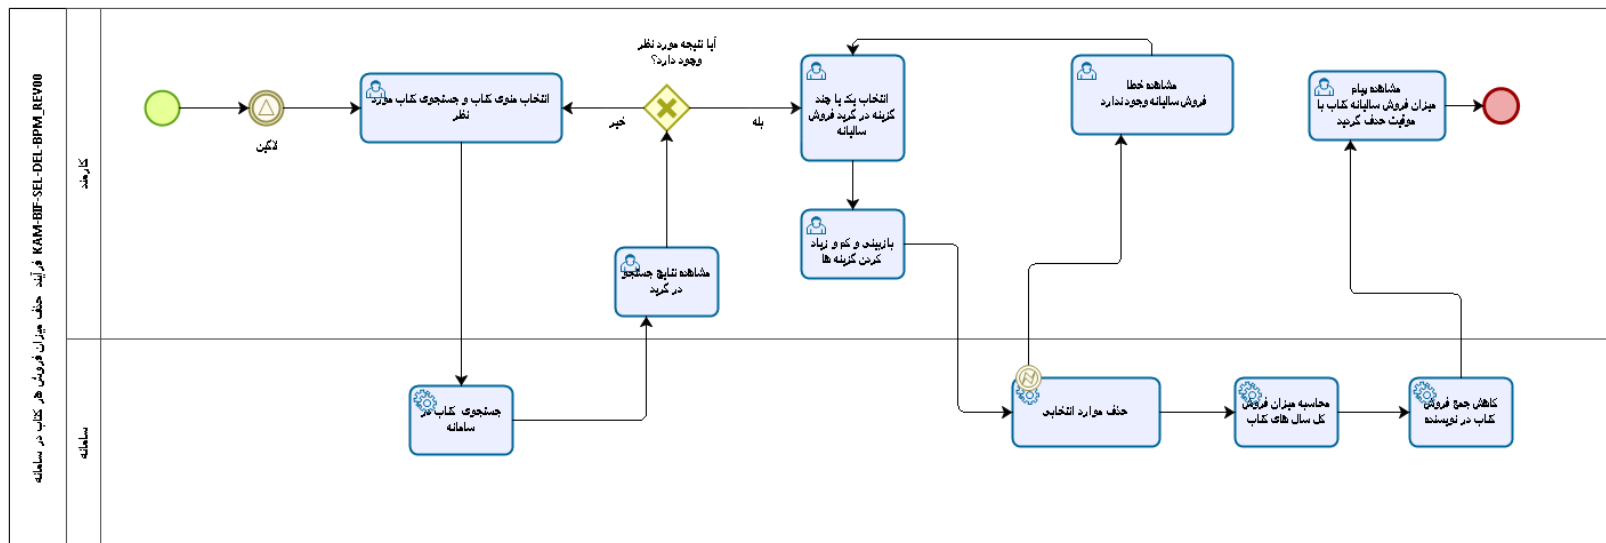 KAM-BIF-SEL-DEL-BPM_REV00 فرآیند حذف میزان فروش هر کتاب در سامانه
کارمند
سامانه
لاگین
انتخاب منوی کتاب و جستجوی کتاب مورد
نظر
آیا نتیجه مورد نظر
وجود دارد؟
خیر
بله
مشاهده نتایج جستجو
در گرید
جستجوی کتاب در
سامانه
انتخاب یک یا چند
گزینه در گرید فروش
سالیانه
بازبینی و کم و زیاد
کردن گزینه ها
مشاهده خطا
فروش سالیانه وجود ندارد
حذف موارد انتخابی
محاسبه میزان فروش
کل سال های کتاب
کاهش جمع فروش
کتاب در نویسنده
مشاهده پیام
میزان فروش سالیانه کتاب با
موفیت حذف گردید